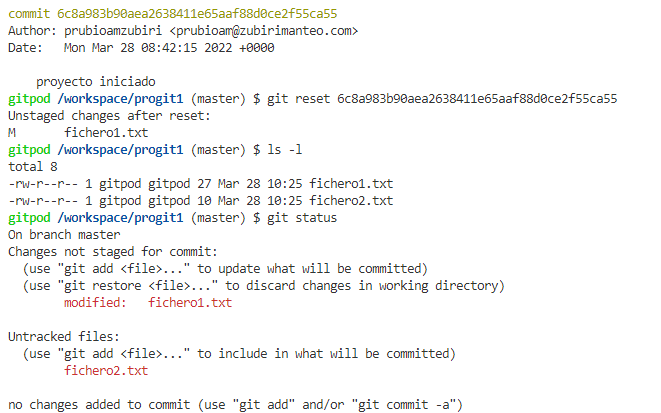 commit 6c8a983b90aea2638411e65aaf88d0ce2f55ca55
Author: prubioamzubiri <prubioam@zubirimanteo.com>
Date:   Mon Mar 28 08:42:15 2022 +0000

    proyecto iniciado
gitpod /workspace/progit1 (master) $ git reset 6c8a983b90aea2638411e65aaf88d0ce2f55ca55
Unstaged changes after reset:
M       fichero1.txt
gitpod /workspace/progit1 (master) $ ls -l
total 8
-rw-r--r-- 1 gitpod gitpod 27 Mar 28 10:25 fichero1.txt
-rw-r--r-- 1 gitpod gitpod 10 Mar 28 10:25 fichero2.txt
gitpod /workspace/progit1 (master) $ git status
On branch master
Changes not staged for commit:
  (use "git add <file>..." to update what will be committed)
  (use "git restore <file>..." to discard changes in working directory)
        modified:   fichero1.txt

Untracked files:
  (use "git add <file>..." to include in what will be committed)
        fichero2.txt

no changes added to commit (use "git add" and/or "git commit -a")